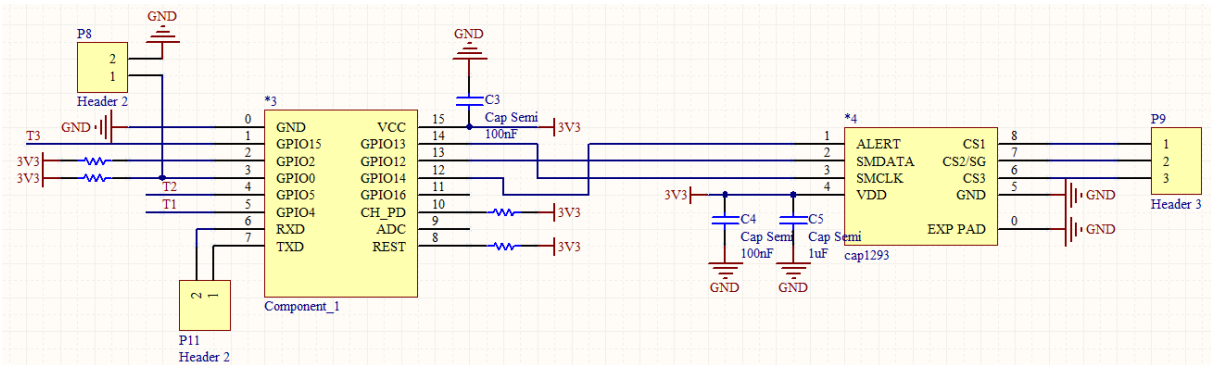 GND
P8
2
1
Header 2
GND
T3
3V3
3V3
T2
T1
*3
0 GND VCC 15
1 GPIO15 GPIO13 14
2 GPIO2 GPIO12 13
3 GPIO0 GPIO14 12
4 GPIO5 GPIO16 11
5 GPIO4 CH_PD 10
6 RXD ADC 9
7 TXD REST 8
Component_1
2 1
P11
Header 2
GND
C3
Cap Semi
100nF
3V3
3V3
3V3
3V3
C4
Cap Semi
100nF
GND
C5
Cap Semi
1uF
GND
*4
1 ALERT CS1 8
2 SMDATA CS2/SG 7
3 SMCLK CS3 6
4 VDD GND 5
EXP PAD 0
cap1293
GND
GND
P9
1
2
3
Header 3